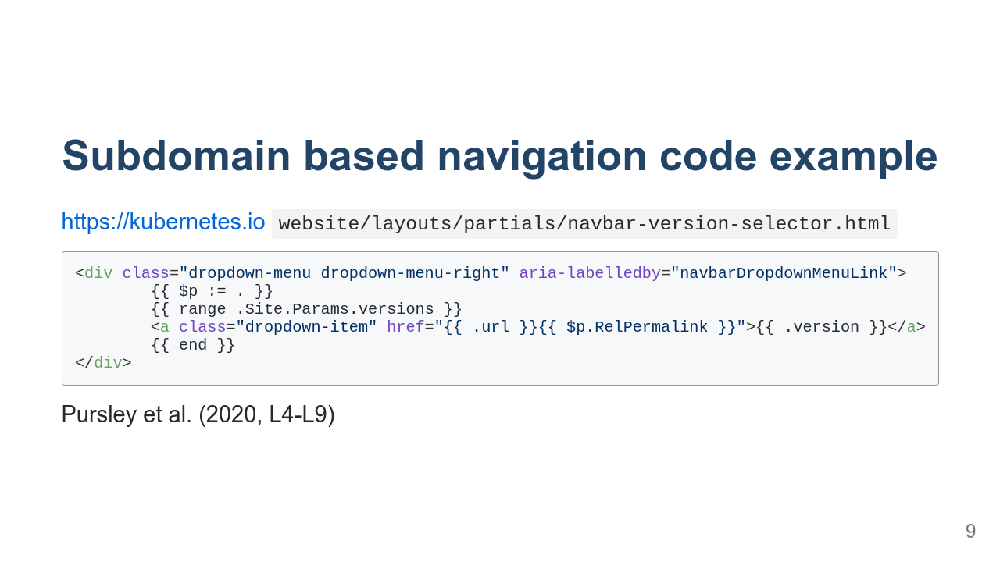 Subdomain based navigation code example
https://kubernetes.io website/layouts/partials/navbar-version-selector.html
<div class="dropdown-menu dropdown-menu-right" aria-labelledby="navbarDropdownMenuLink">
        {{ $p := . }}
        {{ range .Site.Params.versions }}
        <a class="dropdown-item" href="{{ .url }}{{ $p.RelPermalink }}">{{ .version }}</a>
        {{ end }}
</div>
Pursley et al. (2020, L4-L9)
9